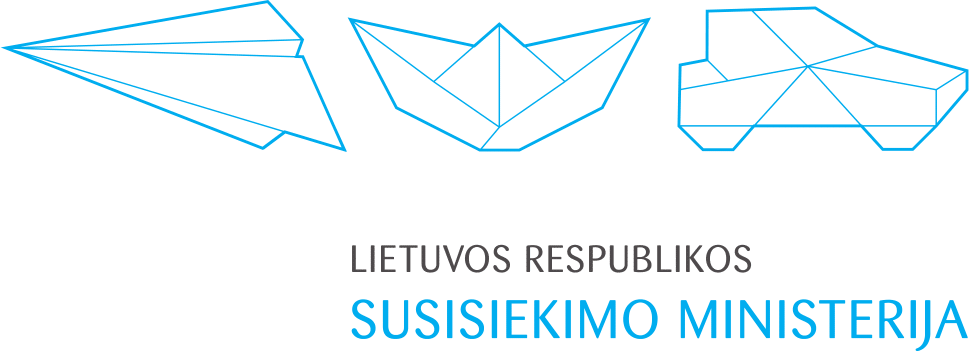 LIETUVOS RESPUBLIKOS
SUSISIEKIMO MINISTERIJA